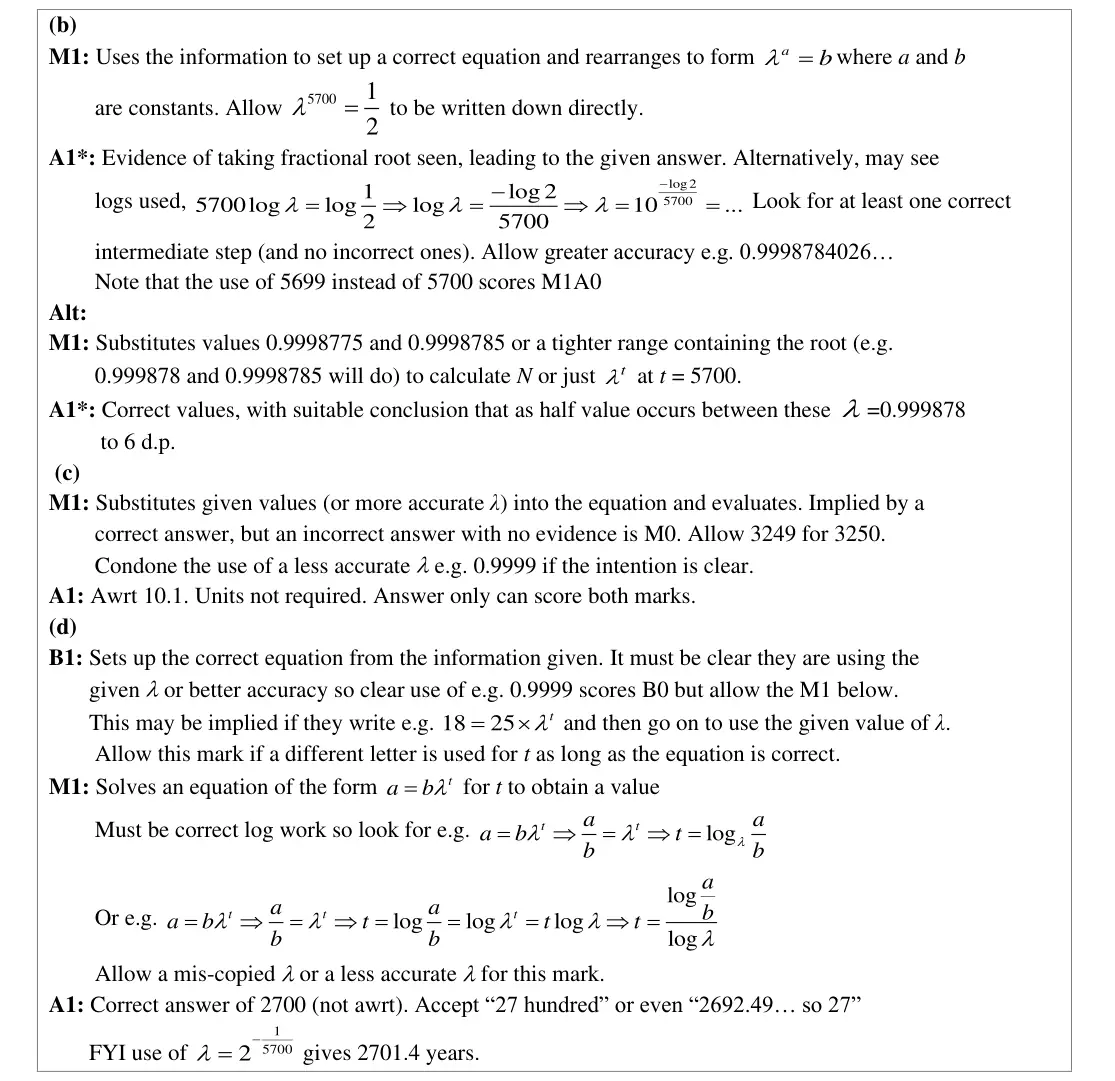 (b)
M1: Uses the information to set up a correct equation and rearranges to form λ^a = b where a and b
are constants. Allow λ^5700 = 1/2 to be written down directly.
A1*: Evidence of taking fractional root seen, leading to the given answer. Alternatively, may see
logs used, 5700 log λ = log 1/2 ⇒ log λ = −log 2/5700 ⇒ λ = 10^(−log 2/5700) = ... Look for at least one correct
intermediate step (and no incorrect ones). Allow greater accuracy e.g. 0.9998784026…
Note that the use of 5699 instead of 5700 scores M1A0
Alt:
M1: Substitutes values 0.9998775 and 0.9998785 or a tighter range containing the root (e.g.
0.999878 and 0.9998785 will do) to calculate N or just λ^t at t = 5700.
A1*: Correct values, with suitable conclusion that as half value occurs between these λ =0.999878
to 6 d.p.
(c)
M1: Substitutes given values (or more accurate λ) into the equation and evaluates. Implied by a
correct answer, but an incorrect answer with no evidence is M0. Allow 3249 for 3250.
Condone the use of a less accurate λ e.g. 0.9999 if the intention is clear.
A1: Awrt 10.1. Units not required. Answer only can score both marks.
(d)
B1: Sets up the correct equation from the information given. It must be clear they are using the
given λ or better accuracy so clear use of e.g. 0.9999 scores B0 but allow the M1 below.
This may be implied if they write e.g. 18 = 25 × λ^t and then go on to use the given value of λ.
Allow this mark if a different letter is used for t as long as the equation is correct.
M1: Solves an equation of the form a = bλ^t for t to obtain a value
Must be correct log work so look for e.g. a = bλ^t ⇒ a/b = λ^t ⇒ t = log_λ a/b
Or e.g. a = bλ^t ⇒ a/b = λ^t ⇒ t = log a/b = log λ^t = t log λ ⇒ t = (log a/b)/(log λ)
Allow a mis-copied λ or a less accurate λ for this mark.
A1: Correct answer of 2700 (not awrt). Accept “27 hundred” or even “2692.49… so 27”
FYI use of λ = 2^(−1/5700) gives 2701.4 years.